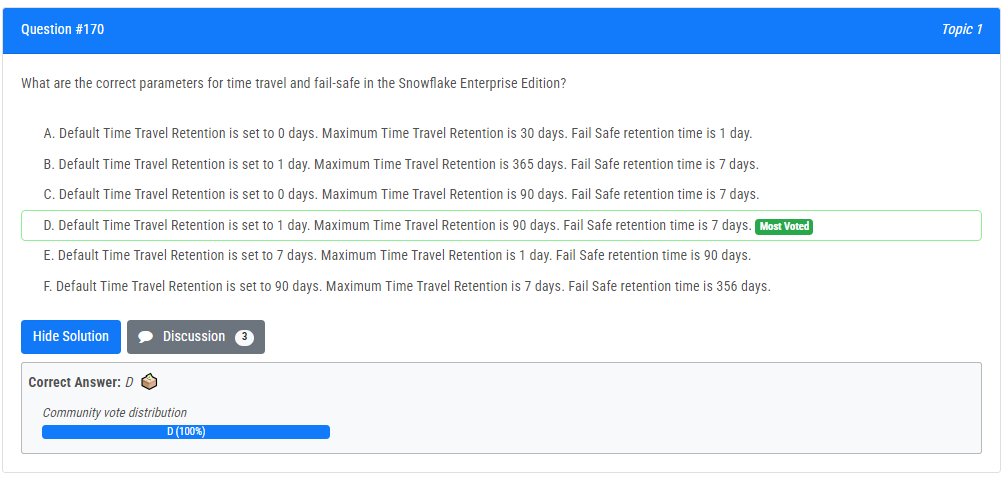 Question #170
Topic 1
What are the correct parameters for time travel and fail-safe in the Snowflake Enterprise Edition?
A. Default Time Travel Retention is set to 0 days. Maximum Time Travel Retention is 30 days. Fail Safe retention time is 1 day.
B. Default Time Travel Retention is set to 1 day. Maximum Time Travel Retention is 365 days. Fail Safe retention time is 7 days.
C. Default Time Travel Retention is set to 0 days. Maximum Time Travel Retention is 90 days. Fail Safe retention time is 7 days.
D. Default Time Travel Retention is set to 1 day. Maximum Time Travel Retention is 90 days. Fail Safe retention time is 7 days. Most Voted
E. Default Time Travel Retention is set to 7 days. Maximum Time Travel Retention is 1 day. Fail Safe retention time is 90 days.
F. Default Time Travel Retention is set to 90 days. Maximum Time Travel Retention is 7 days. Fail Safe retention time is 356 days.
Hide Solution
Discussion 3
Correct Answer: D
Community vote distribution
D (100%)